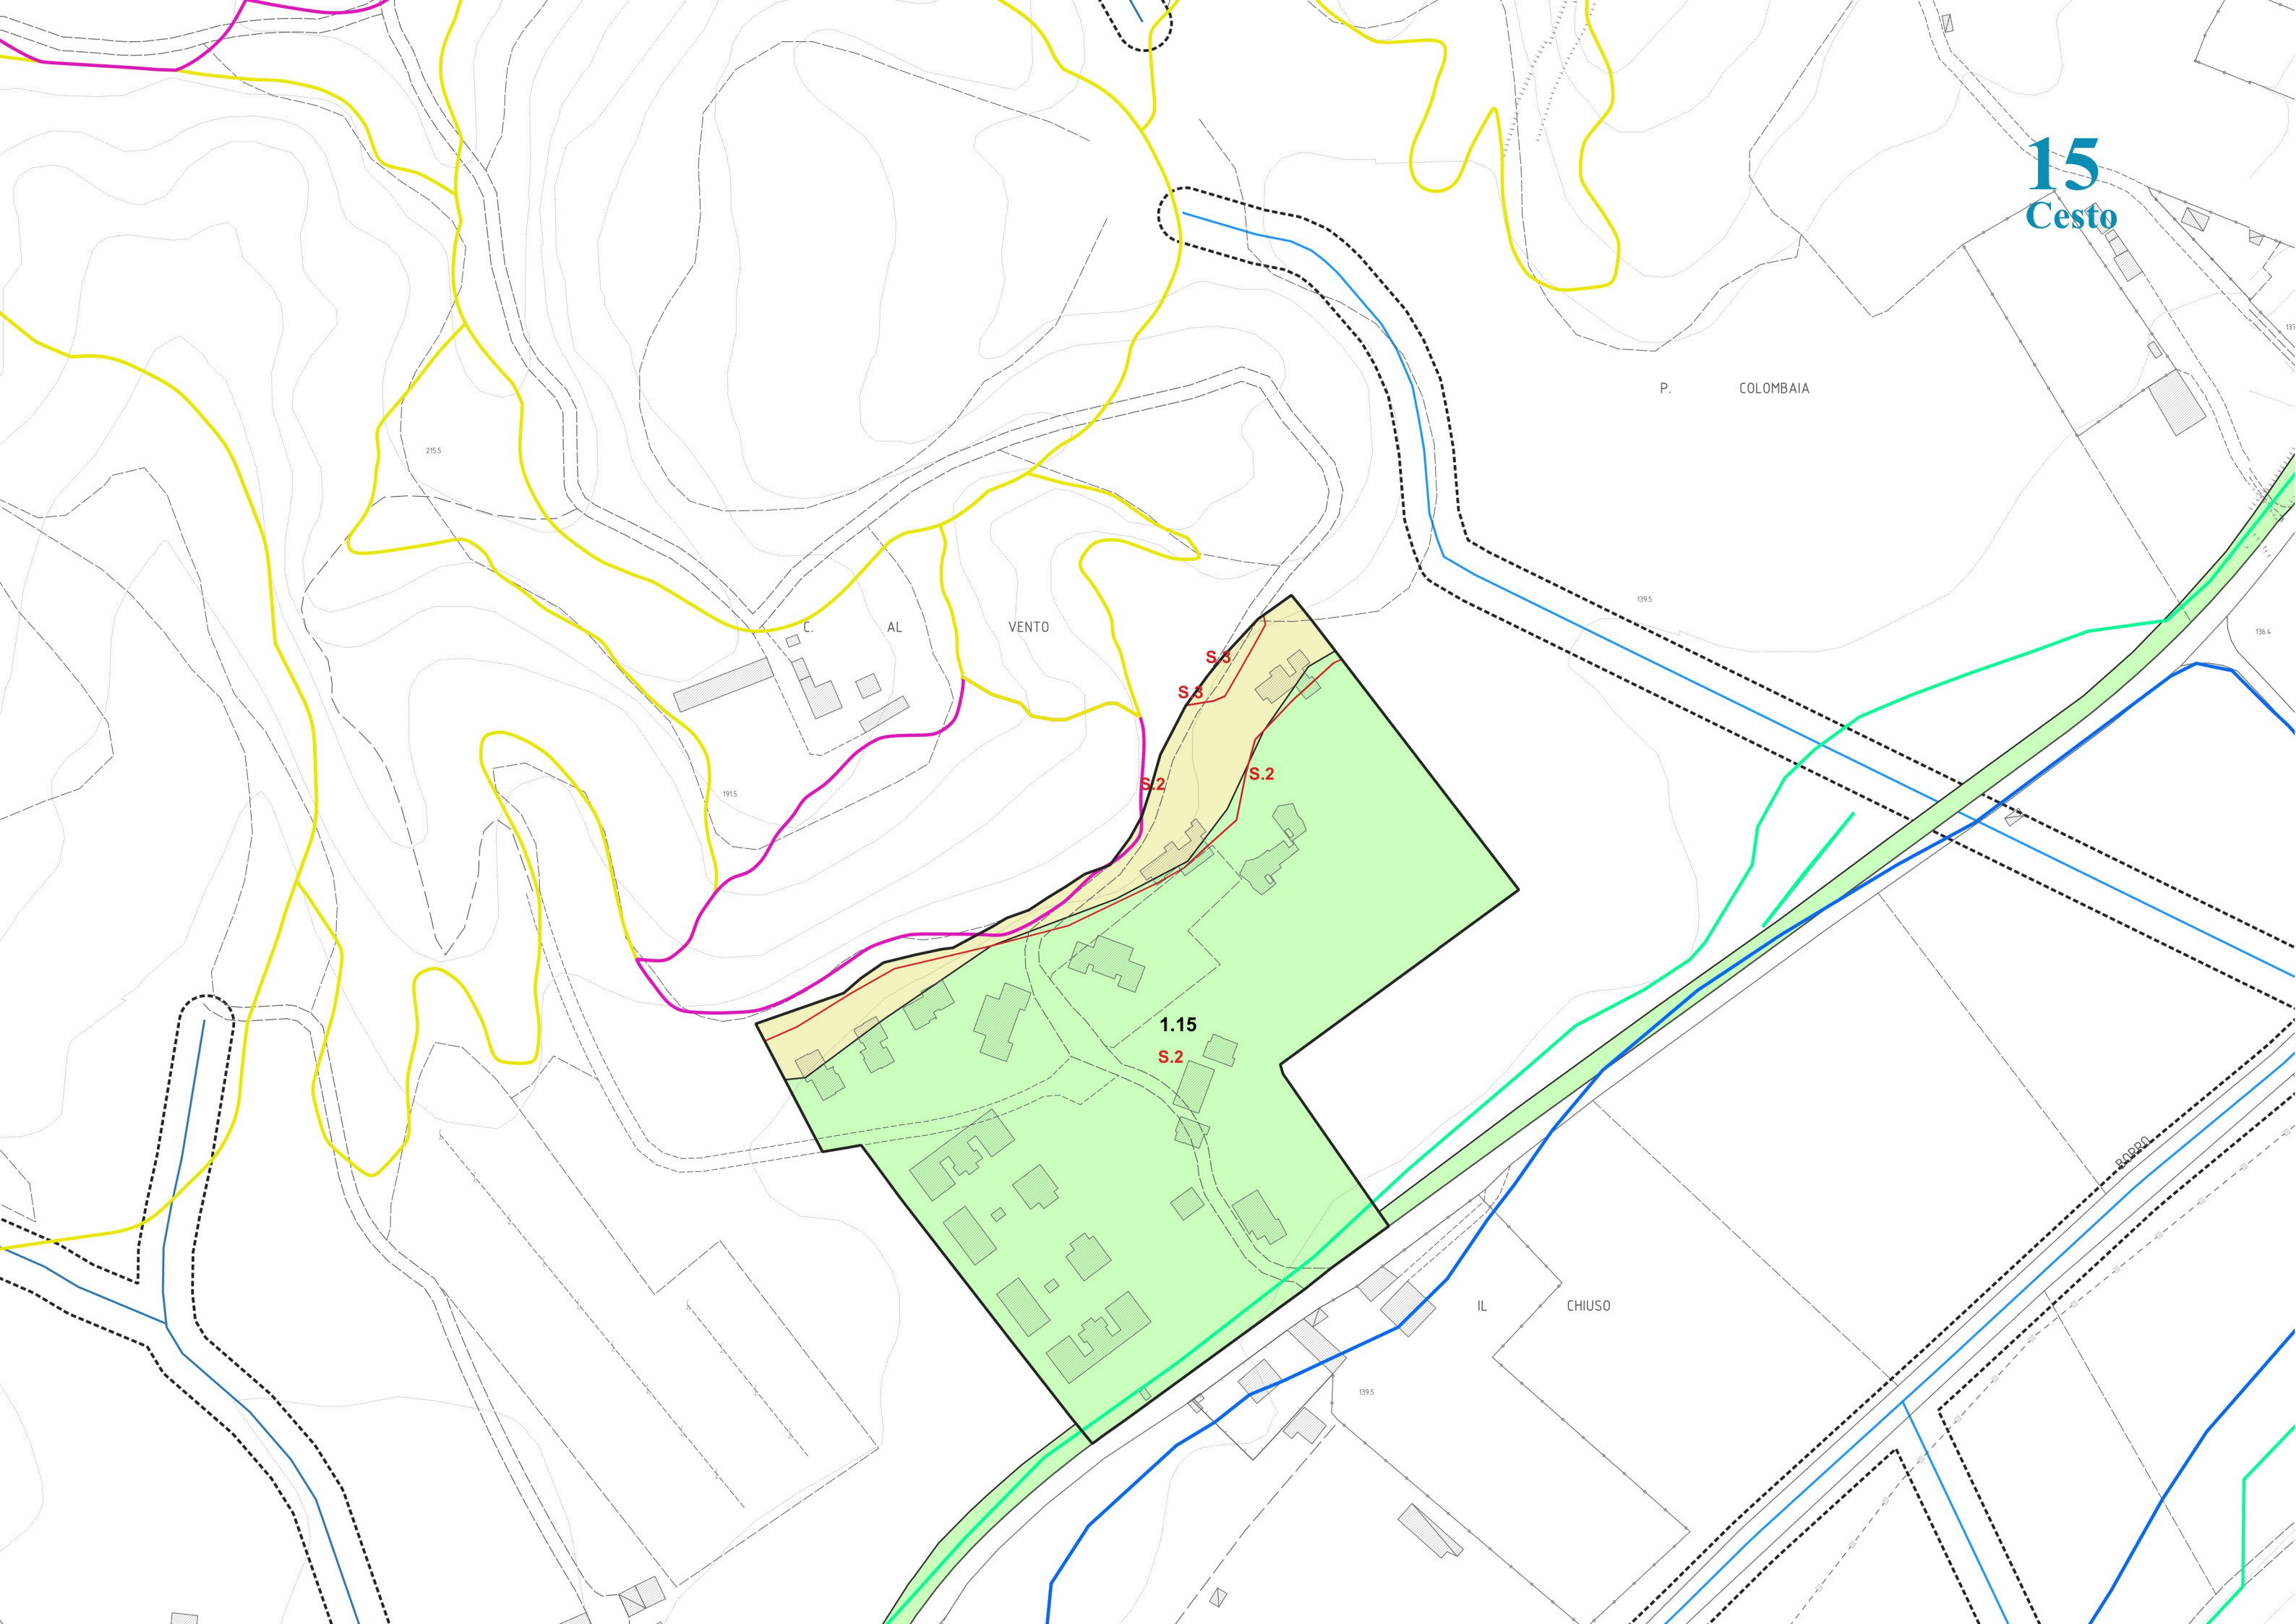 15
Cesto
137
P. COLOMBAIA
215.5
139.5
C. AL VENTO
136.4
S.3
S.3
S.2
S.2
191.5
1.15
S.2
BORRO
IL CHIUSO
139.5